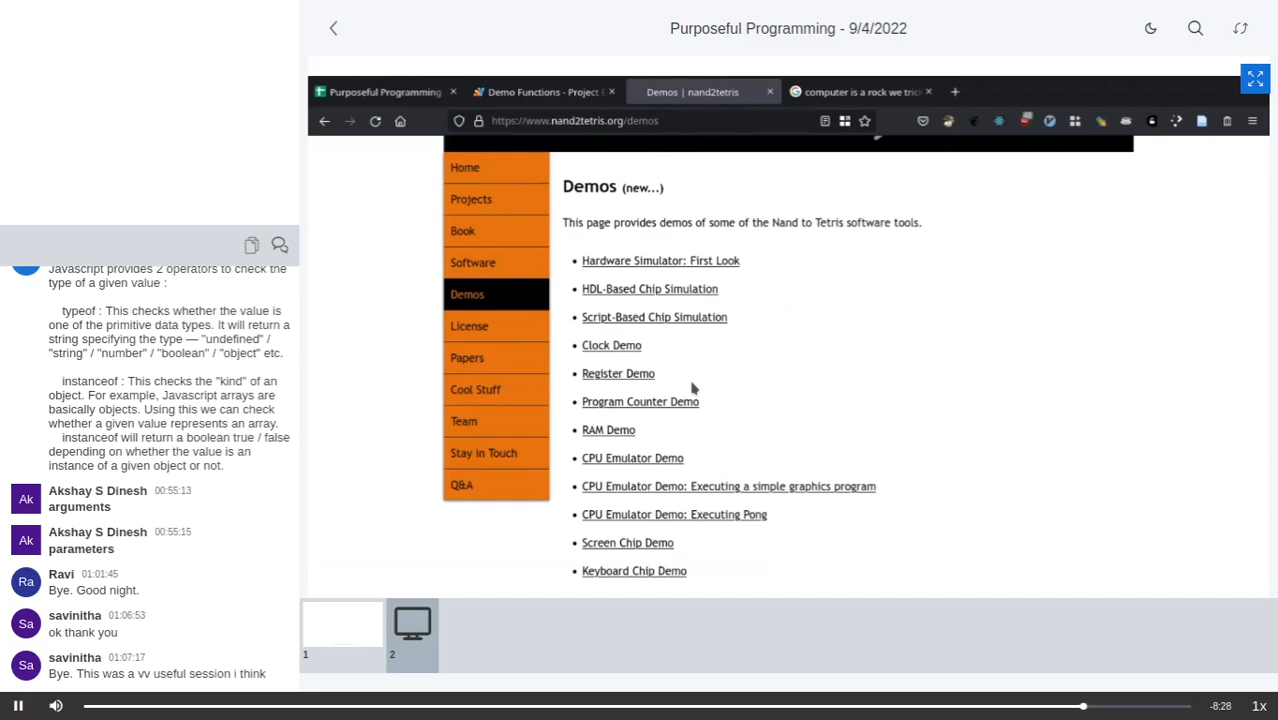 Purposeful Programming - 9/4/2022
Purposeful Programming
Demo Functions - Project
Demos | nand2tetris
computer is a rock we tric
https://www.nand2tetris.org/demos
Home
Projects
Book
Software
Demos
License
Papers
Cool Stuff
Team
Stay in Touch
Q&A
Demos (new...)
This page provides demos of some of the Nand to Tetris software tools.
• Hardware Simulator: First Look
• HDL-Based Chip Simulation
• Script-Based Chip Simulation
• Clock Demo
• Register Demo
• Program Counter Demo
• RAM Demo
• CPU Emulator Demo
• CPU Emulator Demo: Executing a simple graphics program
• CPU Emulator Demo: Executing Pong
• Screen Chip Demo
• Keyboard Chip Demo
Javascript provides 2 operators to check the
type of a given value :
typeof : This checks whether the value is
one of the primitive data types. It will return a
string specifying the type — "undefined" /
"string" / "number" / "boolean" / "object" etc.
instanceof : This checks the "kind" of an
object. For example, Javascript arrays are
basically objects. Using this we can check
whether a given value represents an array.
instanceof will return a boolean true / false
depending on whether the value is an
instance of a given object or not.
Ak Akshay S Dinesh 00:55:13
arguments
Ak Akshay S Dinesh 00:55:15
parameters
Ra Ravi 01:01:45
Bye. Good night.
Sa savinitha 01:06:53
ok thank you
Sa savinitha 01:07:17
Bye. This was a vv useful session i think
1
2
-8:28
1x